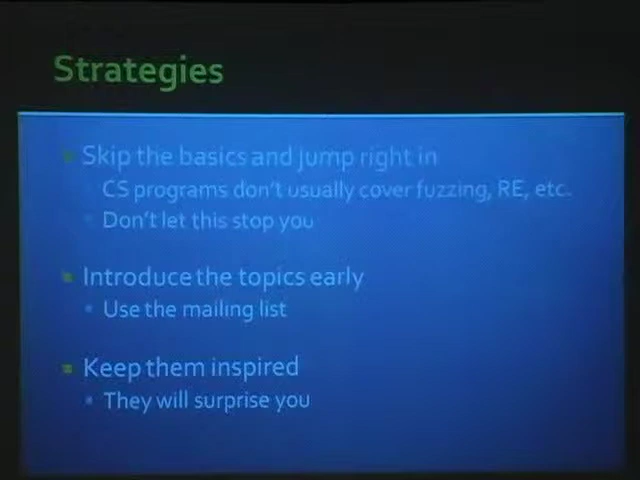 Strategies
Skip the basics and jump right in
CS programs don't usually cover fuzzing, RE, etc.
Don't let this stop you
Introduce the topics early
Use the mailing list
Keep them inspired
They will surprise you